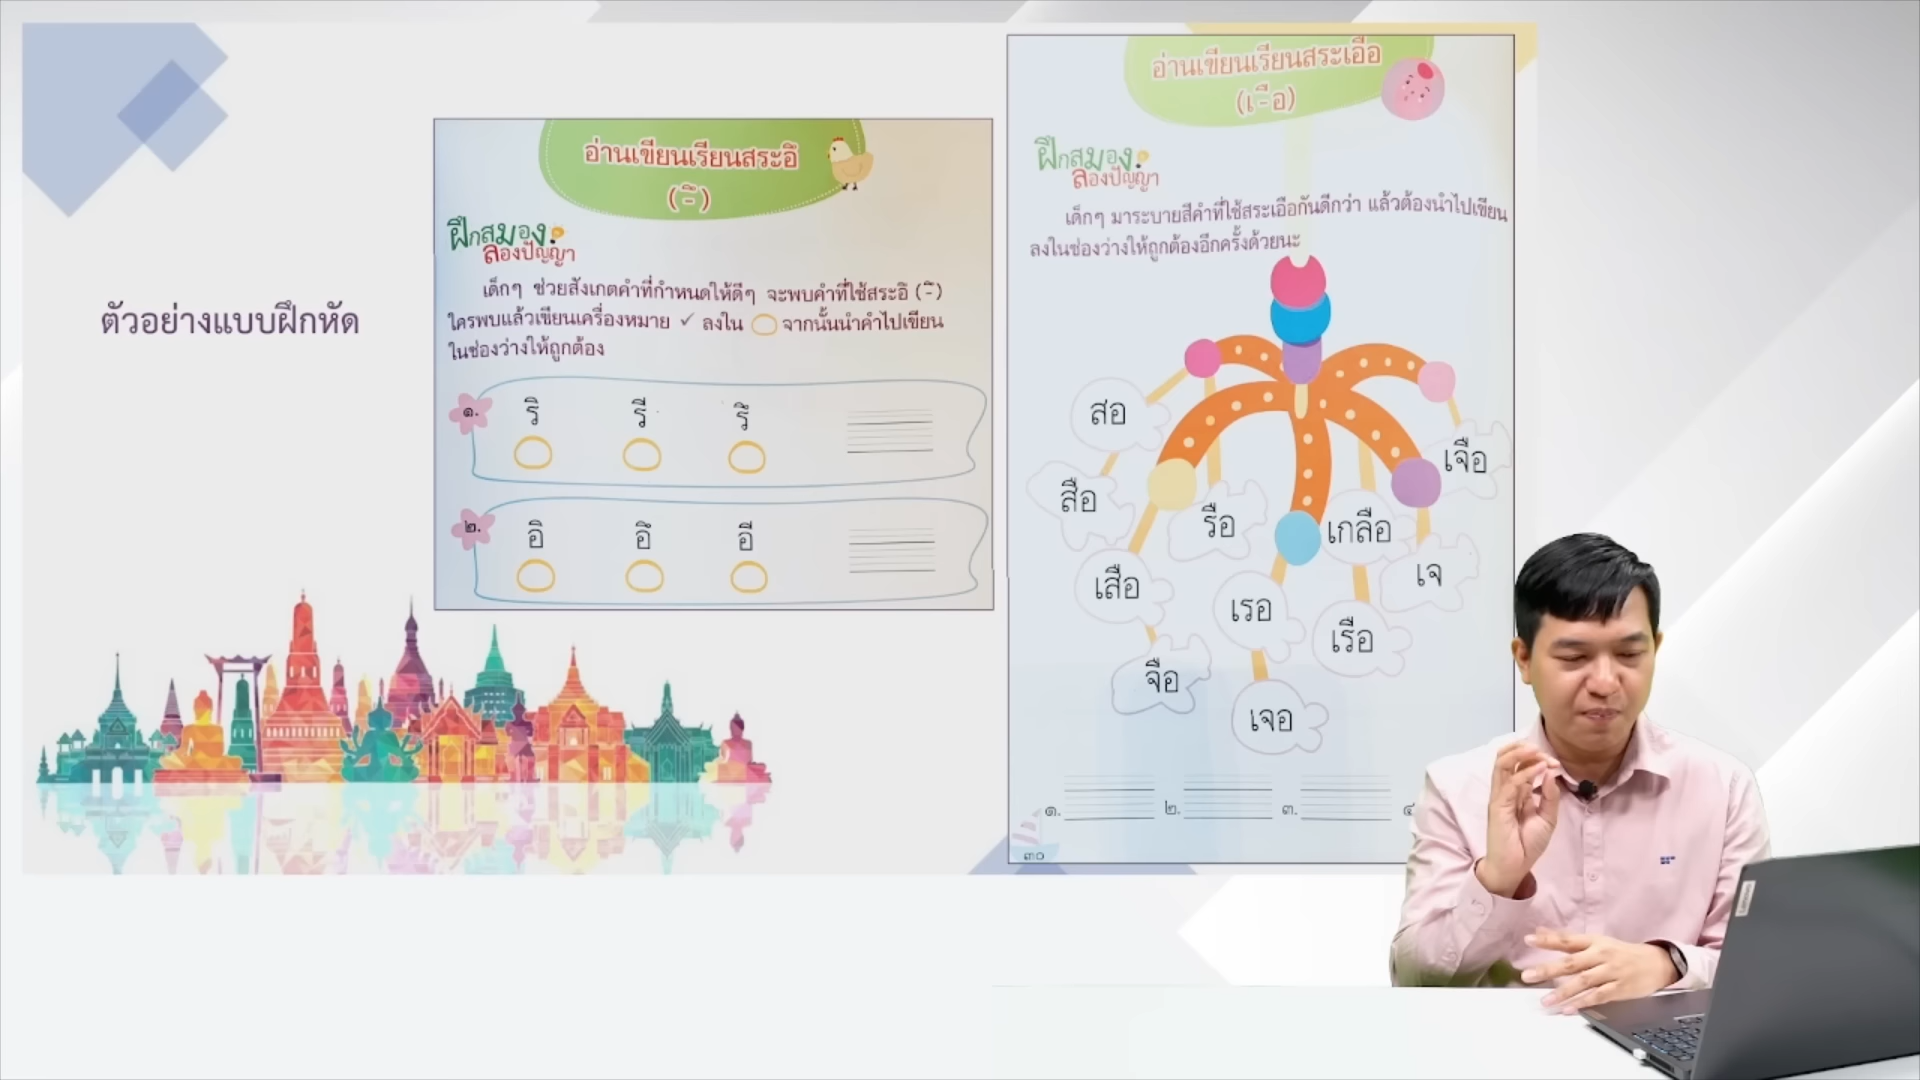 ตัวอย่างแบบฝึกหัด
อ่านเขียนเรียนสระอึ
( -ึ )
ฝึกสมอง
ลองปัญญา
เด็กๆ ช่วยสังเกตคำที่กำหนดให้ดีๆ จะพบคำที่ใช้สระอึ ( -ึ )
ใครพบแล้วเขียนเครื่องหมาย ✓ ลงใน จากนั้นนำคำไปเขียน
ในช่องว่างให้ถูกต้อง
๑. ริ รี รึ
๒. อิ อึ อี
อ่านเขียนเรียนสระเอือ
(เ-ือ)
ฝึกสมอง
ลองปัญญา
เด็กๆ มาระบายสีคำที่ใช้สระเอือกันดีกว่า แล้วต้องนำไปเขียน
ลงในช่องว่างให้ถูกต้องอีกครั้งด้วยนะ
สอ
เจือ
สือ
รือ
เกลือ
เสือ
เจ
เรอ
เรือ
จือ
เจอ
๑. ๒. ๓. ๔
๓๐